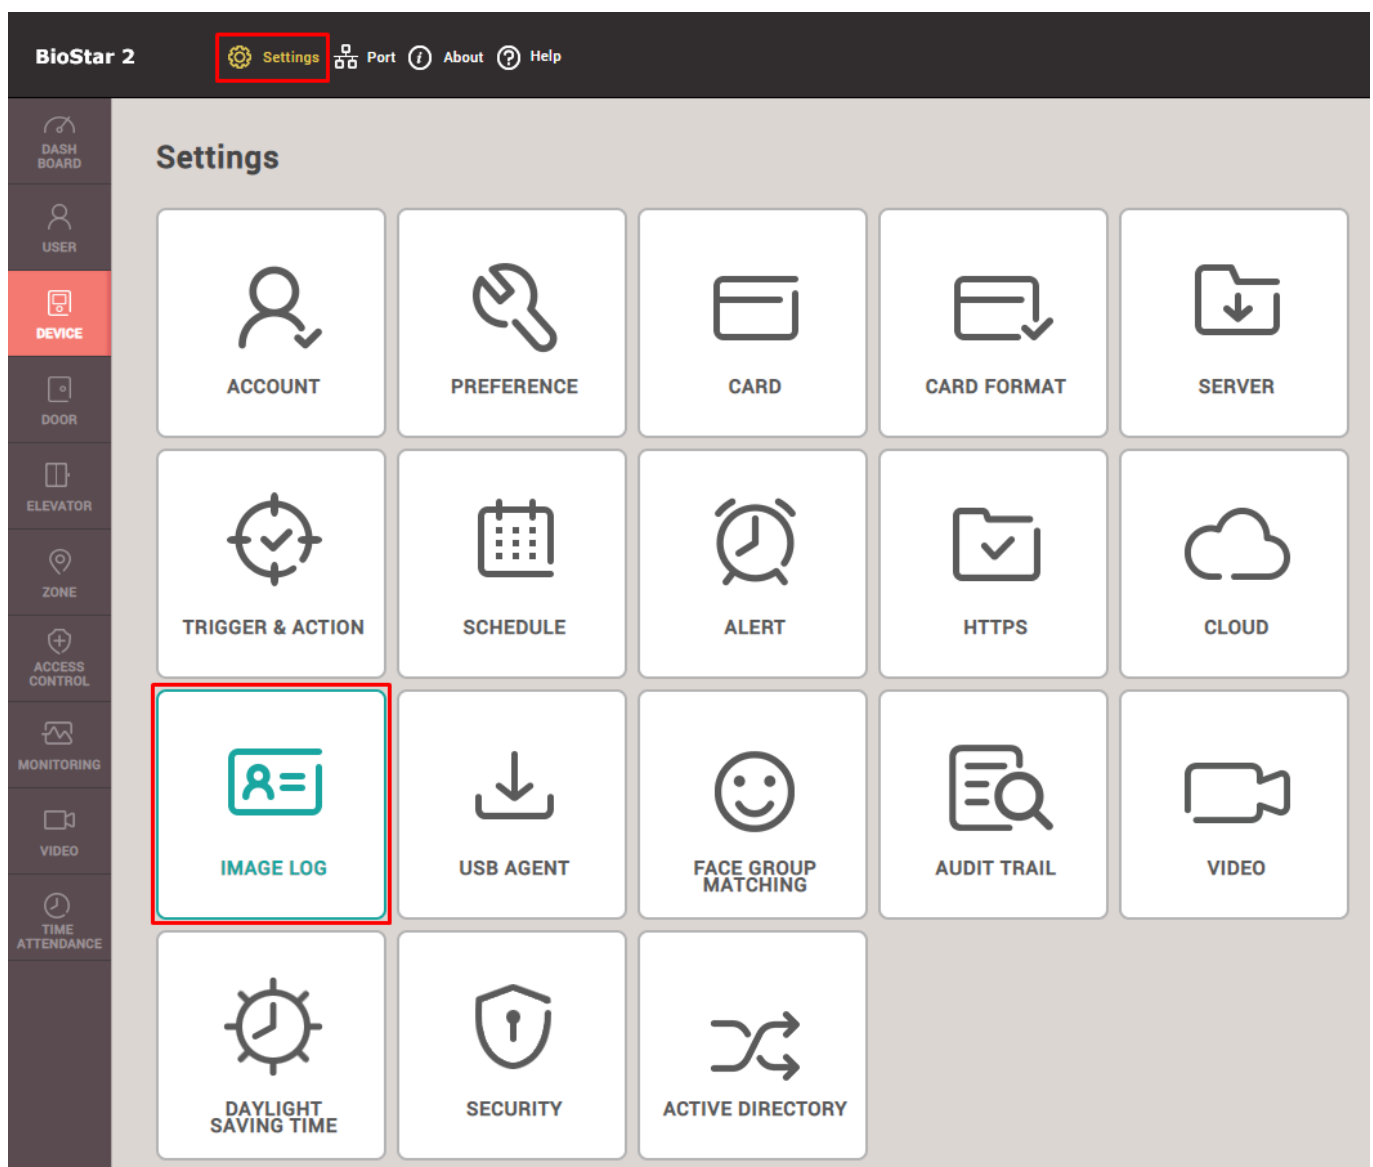 BioStar 2
Settings
Port
About
Help
DASH
BOARD
USER
DEVICE
DOOR
ELEVATOR
ZONE
ACCESS
CONTROL
MONITORING
VIDEO
TIME
ATTENDANCE
Settings
ACCOUNT
PREFERENCE
CARD
CARD FORMAT
SERVER
TRIGGER & ACTION
SCHEDULE
ALERT
HTTPS
CLOUD
IMAGE LOG
USB AGENT
FACE GROUP
MATCHING
AUDIT TRAIL
VIDEO
DAYLIGHT
SAVING TIME
SECURITY
ACTIVE DIRECTORY